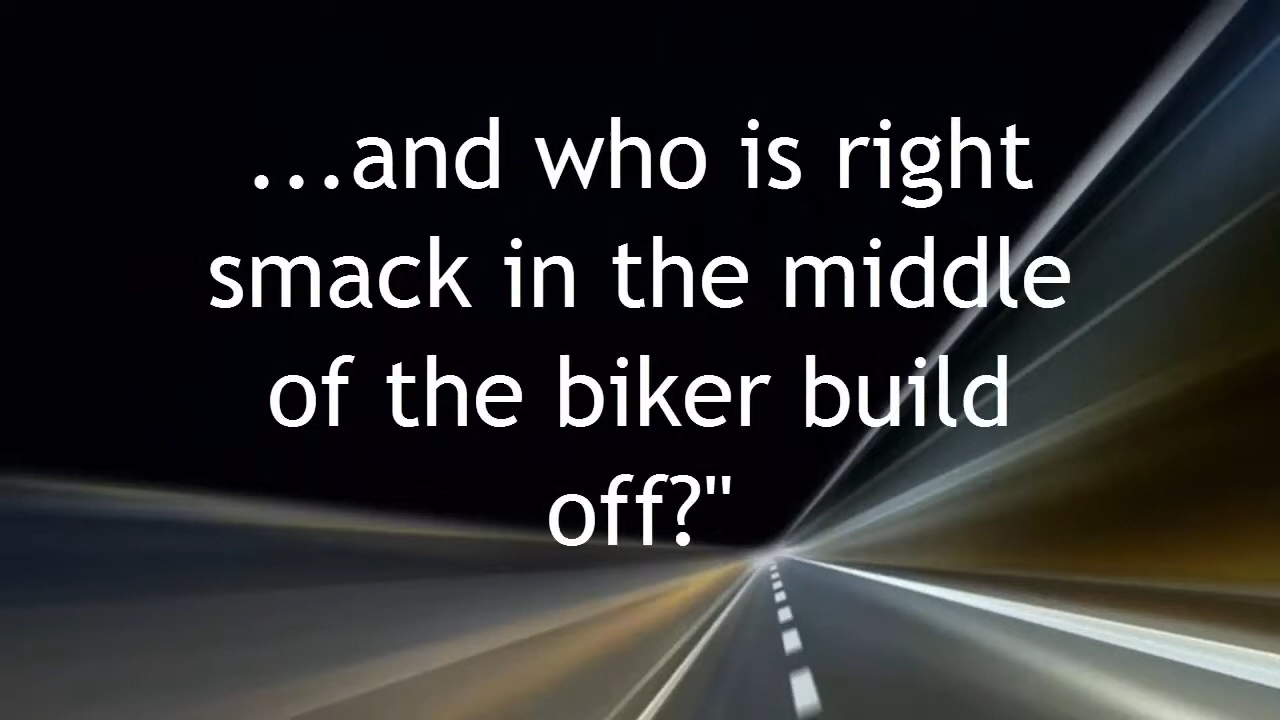 ...and who is right
smack in the middle
of the biker build
off?"